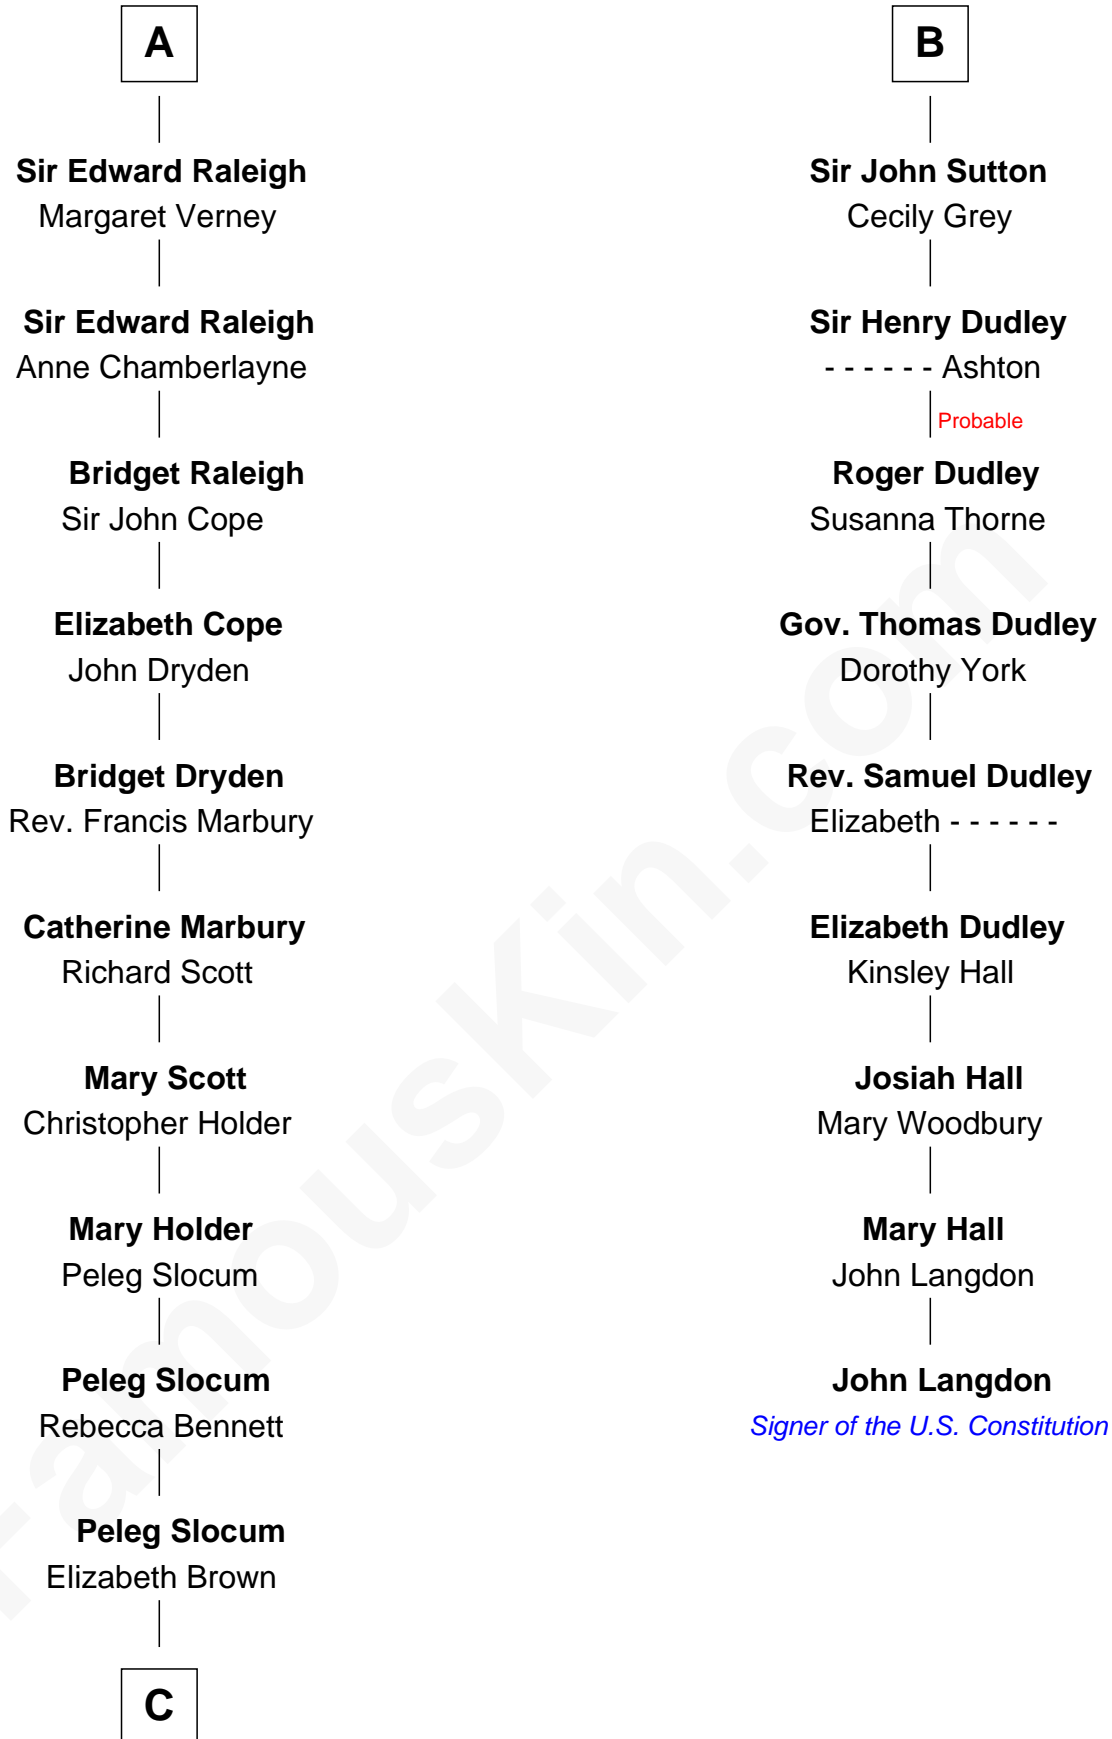 A
Sir Edward Raleigh
Margaret Verney
Sir Edward Raleigh
Anne Chamberlayne
Bridget Raleigh
Sir John Cope
Elizabeth Cope
John Dryden
Bridget Dryden
Rev. Francis Marbury
Catherine Marbury
Richard Scott
Mary Scott
Christopher Holder
Mary Holder
Peleg Slocum
Peleg Slocum
Rebecca Bennett
Peleg Slocum
Elizabeth Brown
C
B
Sir John Sutton
Cecily Grey
Sir Henry Dudley
- - - - - - Ashton
Probable
Roger Dudley
Susanna Thorne
Gov. Thomas Dudley
Dorothy York
Rev. Samuel Dudley
Elizabeth - - - - - -
Elizabeth Dudley
Kinsley Hall
Josiah Hall
Mary Woodbury
Mary Hall
John Langdon
John Langdon
Signer of the U.S. Constitution
FamousKin.com